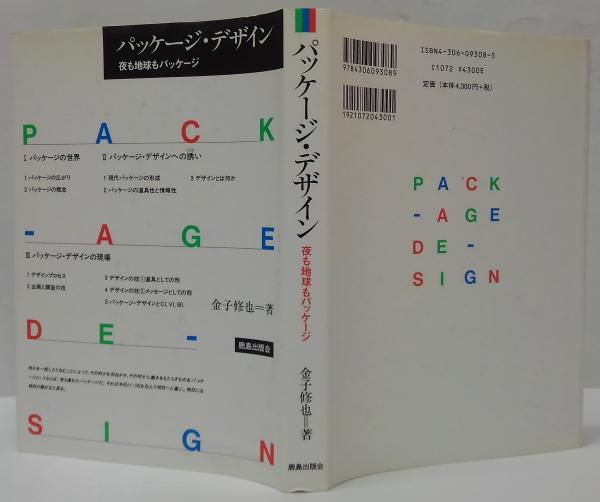 パッケージ・デザイン
夜も地球もパッケージ
PACK
I パッケージの世界
1 パッケージの広がり
2 パッケージの概念
II パッケージ・デザインへの誘い
1 現代パッケージの形成
2 パッケージの道具性と情報性
3 デザインとは何か
-AGE
III パッケージ・デザインの現場
1 デザインプロセス
2 企画と調査の技
3 デザインの技①道具としての形
4 デザインの技②メッセージとしての形
5 パッケージ・デザインとCI, VI, BI.
金子修也=著
DE-
鹿島出版会
SIGN
パッケージ・デザイン
夜も地球もパッケージ
金子修也=著
鹿島出版会
9784306093089
1921072043001
ISBN4-306-09308-5
C1072 ¥4300E
定価(本体4,300円+税)
PACK
-AGE
DE-
SIGN